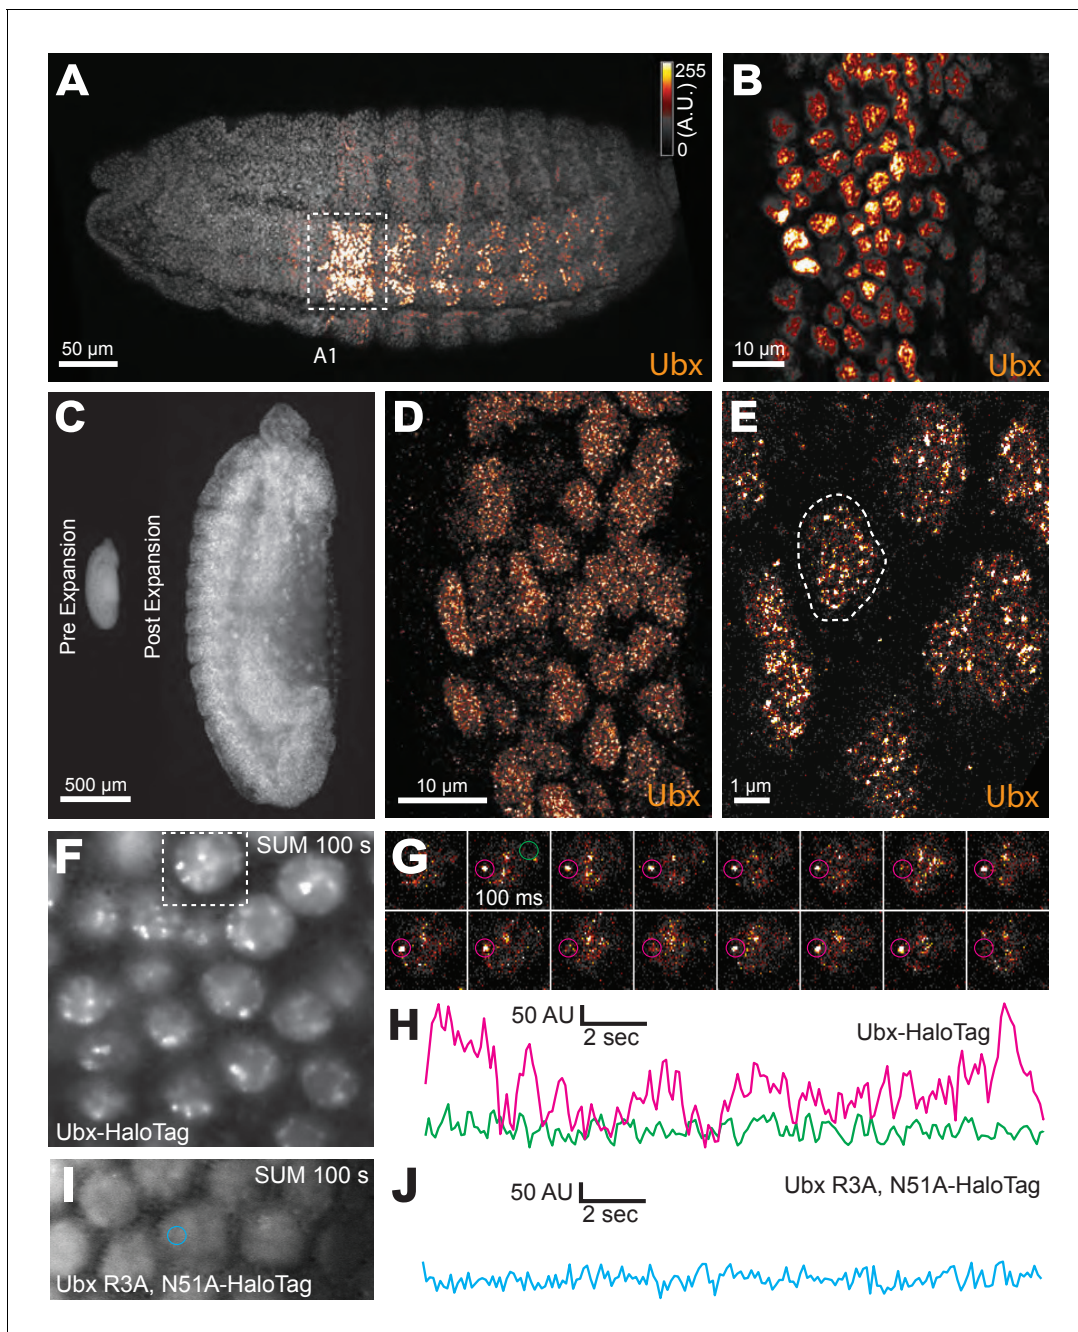 A
255
(A.U.)
0
50 µm
A1
Ubx
B
10 µm
Ubx
C
Pre Expansion
Post Expansion
500 µm
D
10 µm
Ubx
E
1 µm
Ubx
F
SUM 100 s
Ubx-HaloTag
G
100 ms
H
50 AU
2 sec
Ubx-HaloTag
I
SUM 100 s
Ubx R3A, N51A-HaloTag
J
50 AU
2 sec
Ubx R3A, N51A-HaloTag